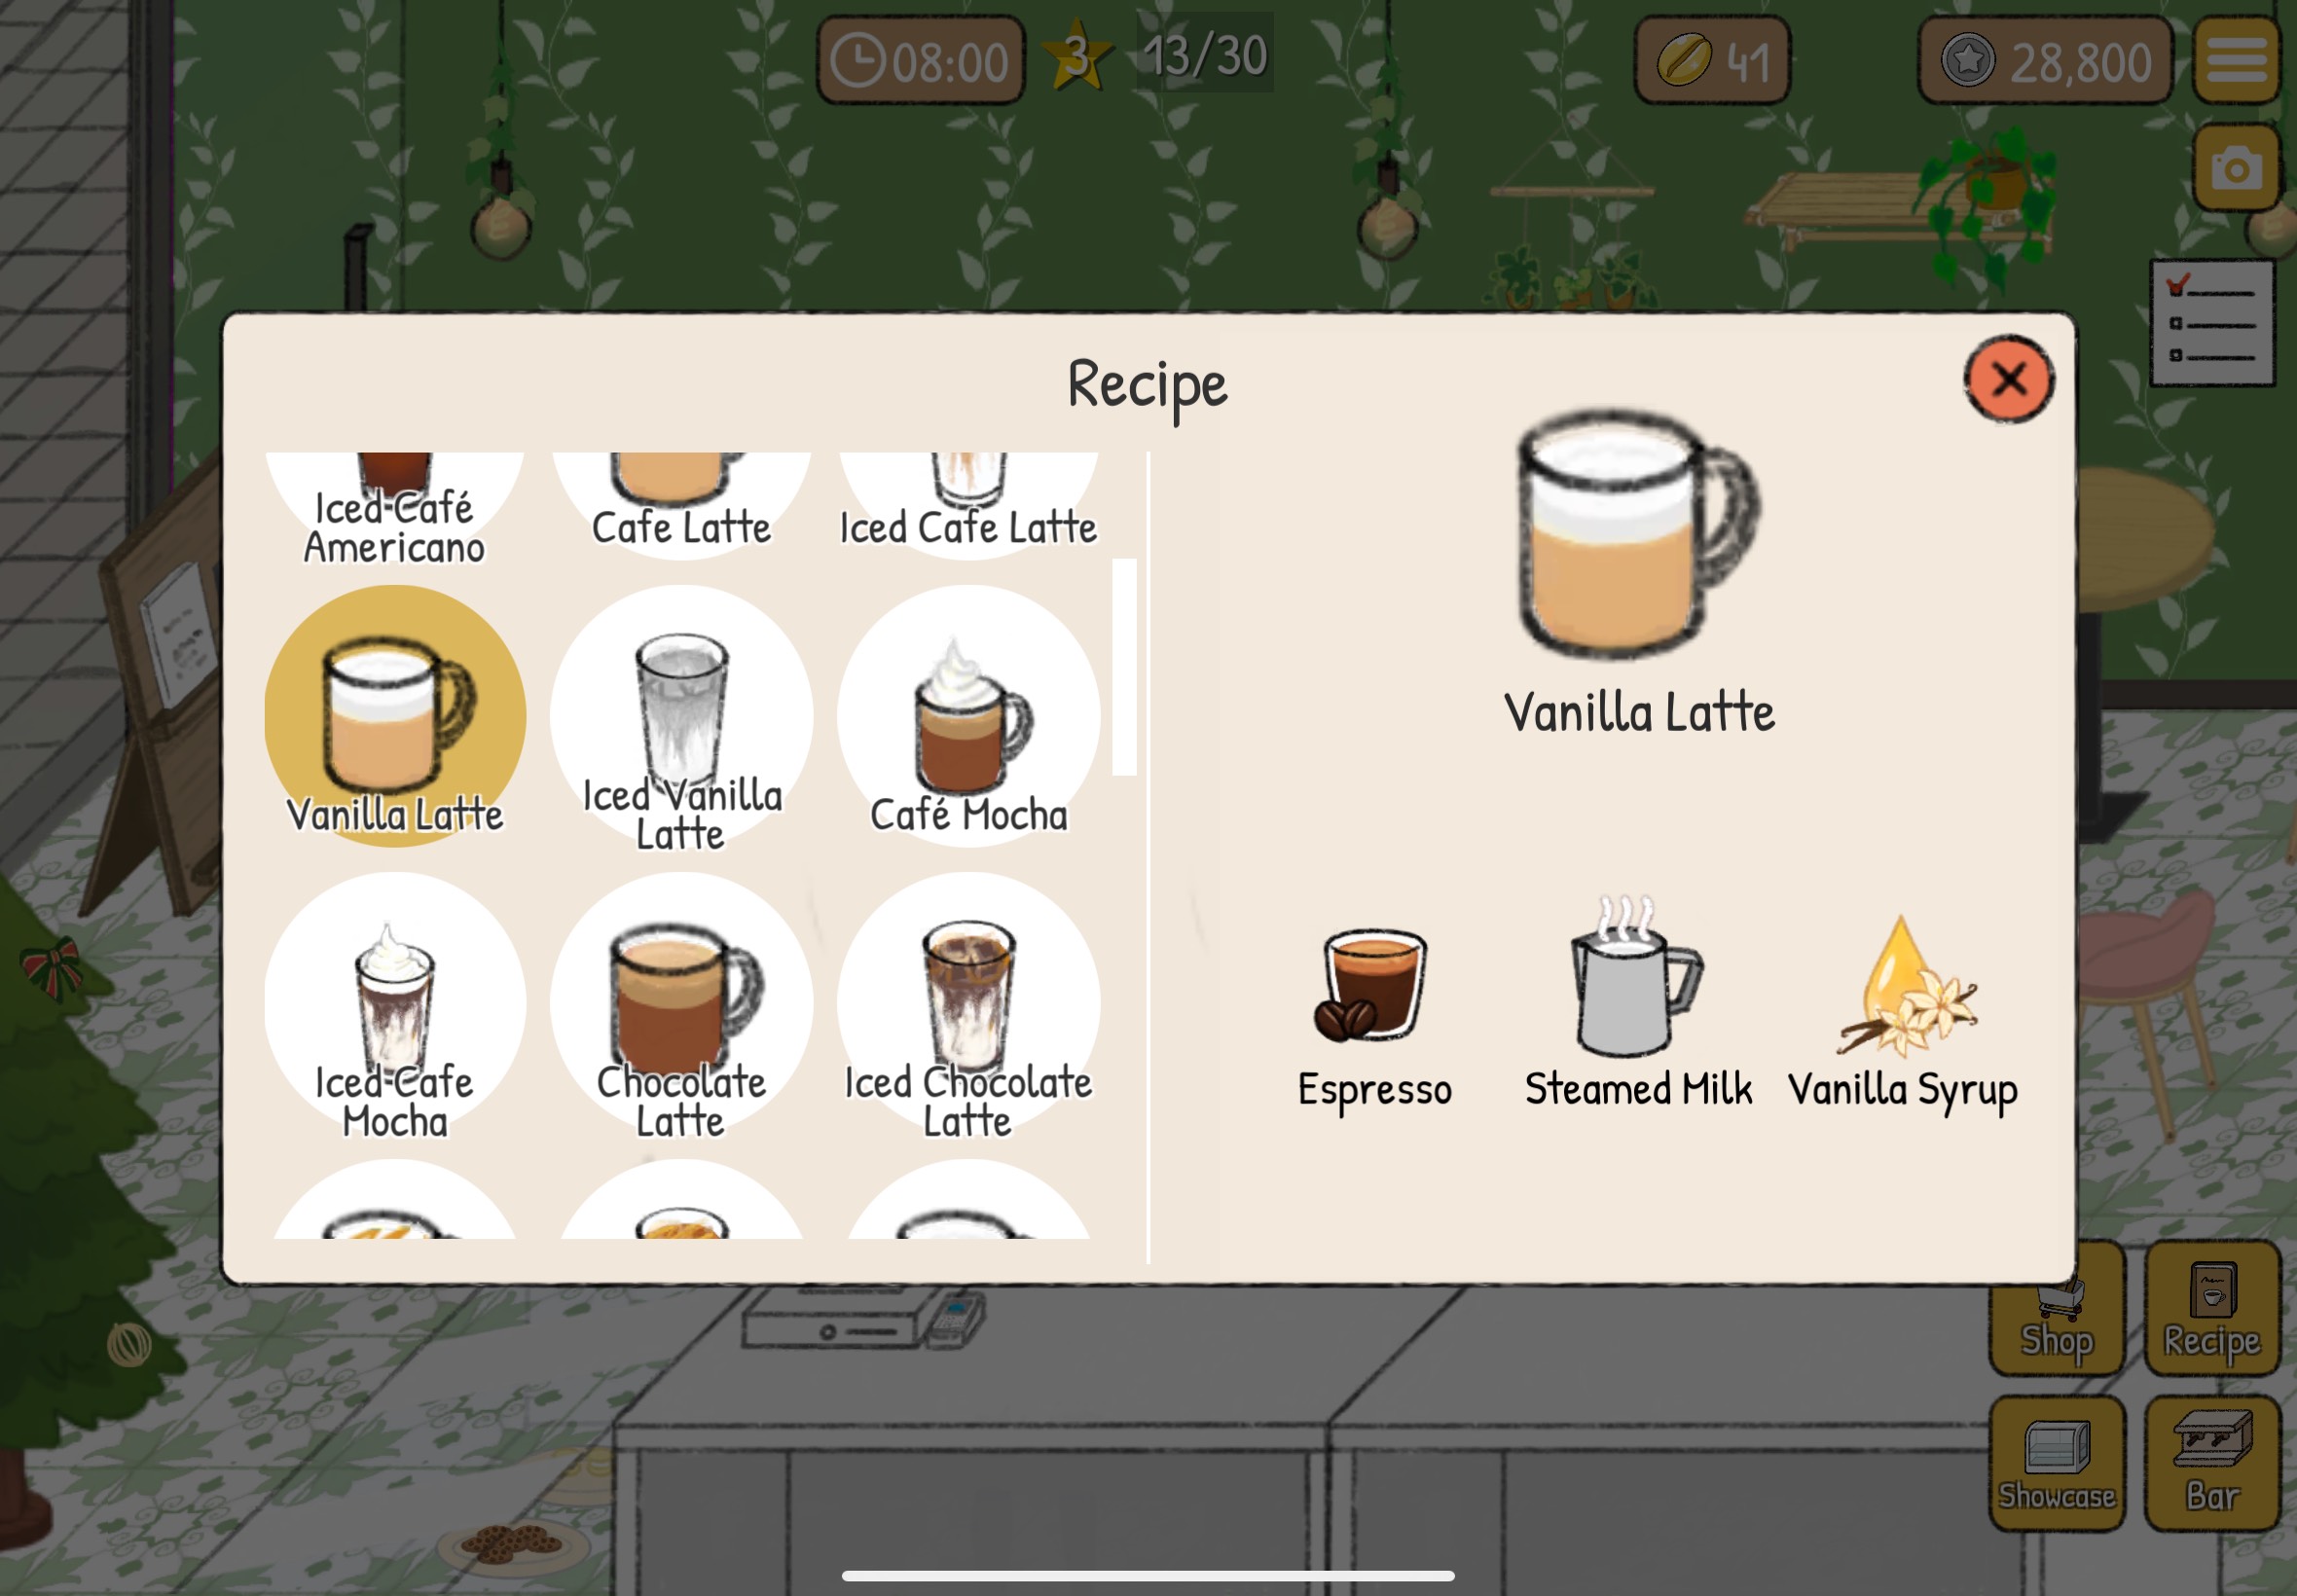 08:00
3
13/30
41
28,800
Recipe
Iced Café
Americano
Cafe Latte
Iced Cafe Latte
Vanilla Latte
Iced Vanilla
Latte
Café Mocha
Iced Cafe
Mocha
Chocolate
Latte
Iced Chocolate
Latte
Vanilla Latte
Espresso
Steamed Milk
Vanilla Syrup
Shop
Recipe
Showcase
Bar